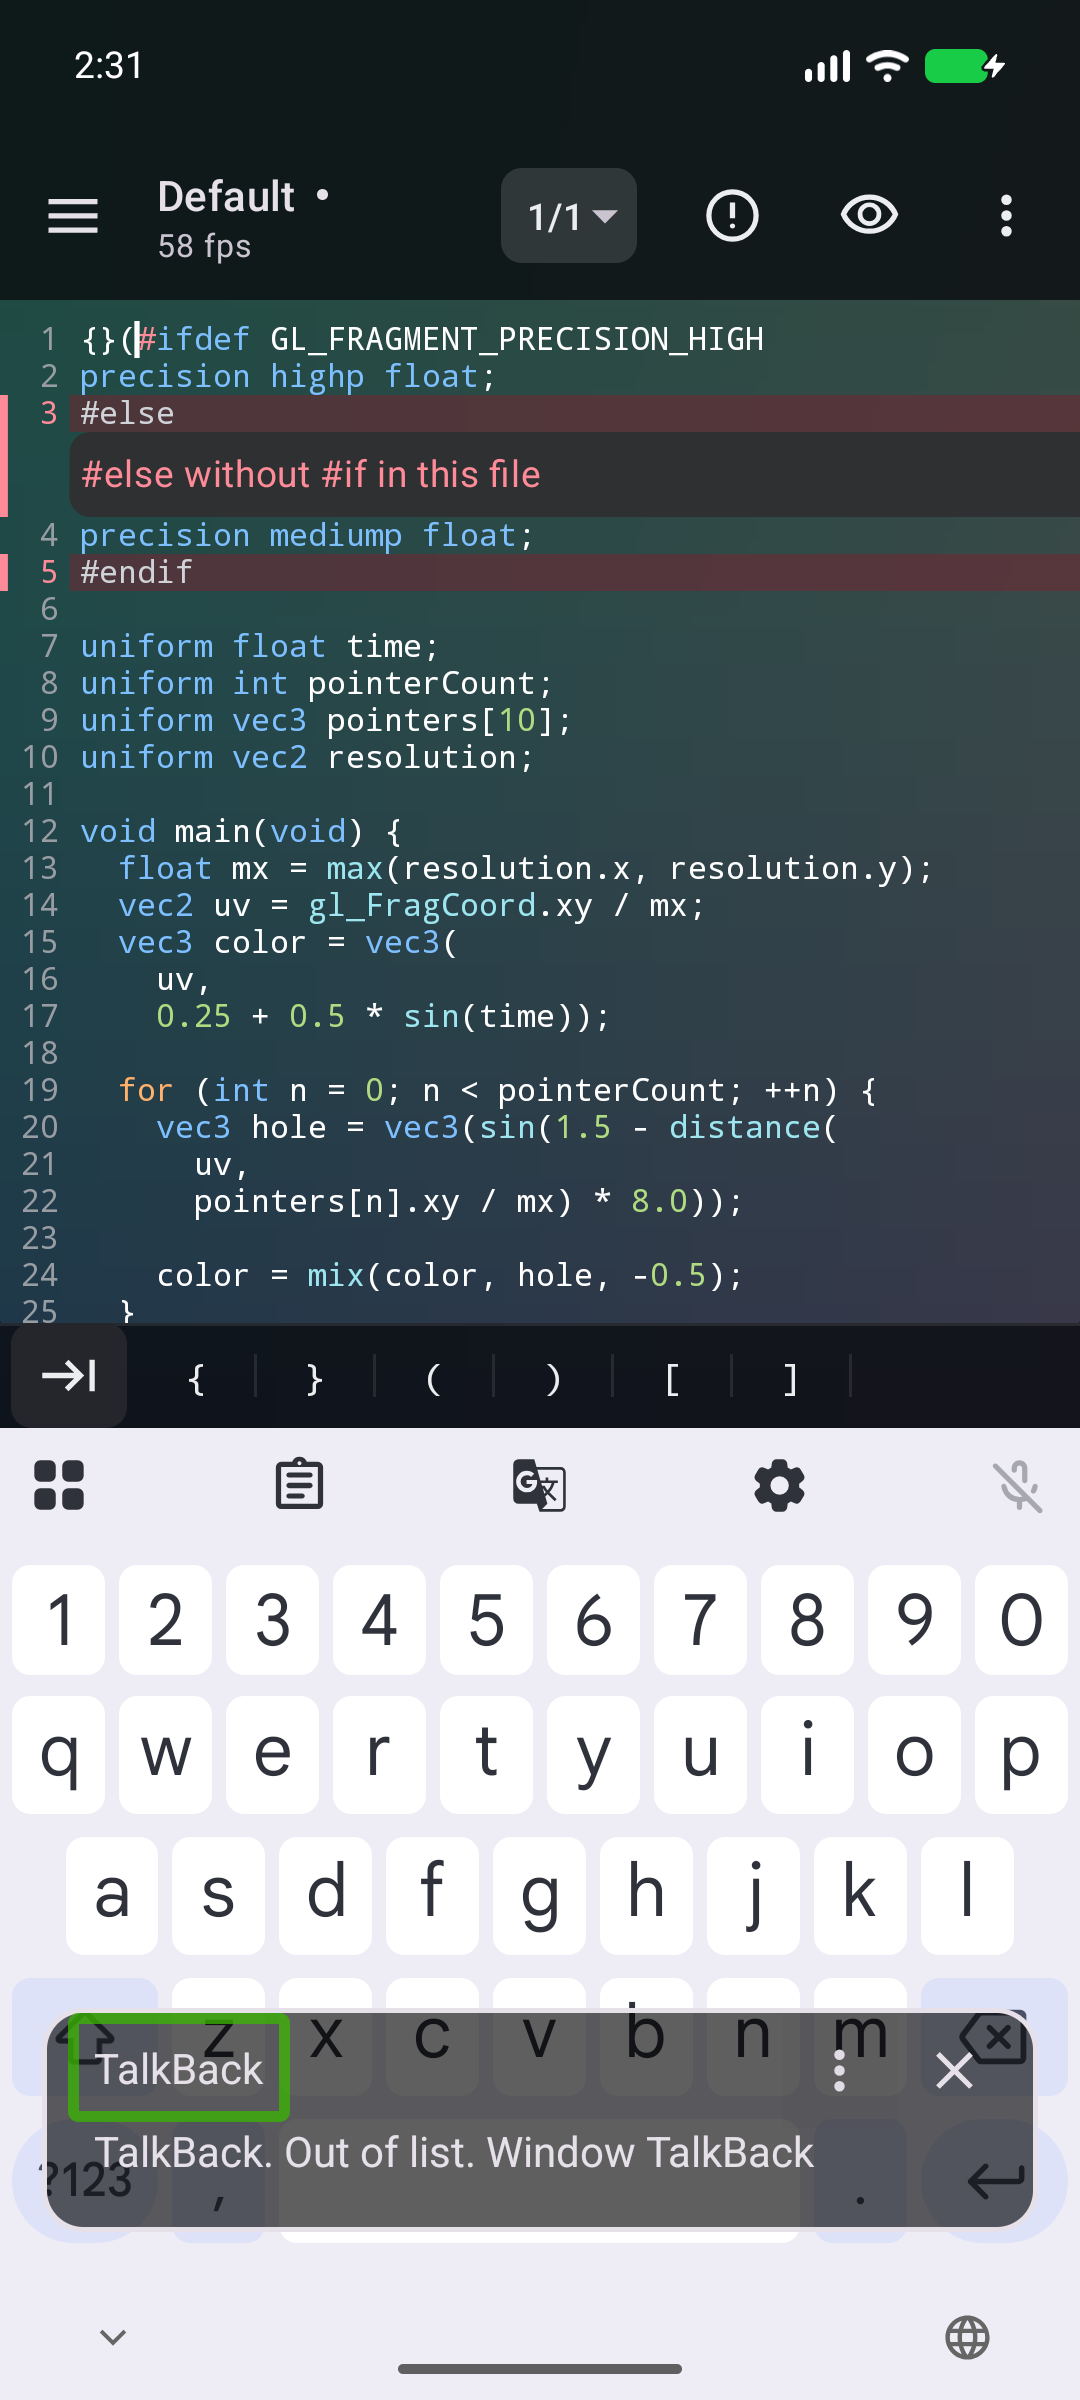 2:31
Default •
58 fps
1/1
1 {}(#ifdef GL_FRAGMENT_PRECISION_HIGH
2 precision highp float;
3 #else
#else without #if in this file
4 precision mediump float;
5 #endif
6
7 uniform float time;
8 uniform int pointerCount;
9 uniform vec3 pointers[10];
10 uniform vec2 resolution;
11
12 void main(void) {
13   float mx = max(resolution.x, resolution.y);
14   vec2 uv = gl_FragCoord.xy / mx;
15   vec3 color = vec3(
16     uv,
17     0.25 + 0.5 * sin(time));
18
19   for (int n = 0; n < pointerCount; ++n) {
20     vec3 hole = vec3(sin(1.5 - distance(
21       uv,
22       pointers[n].xy / mx) * 8.0));
23
24     color = mix(color, hole, -0.5);
25   }
{ } ( ) [ ]
1 2 3 4 5 6 7 8 9 0
q w e r t y u i o p
a s d f g h j k l
z x c v b n m
TalkBack
TalkBack. Out of list. Window TalkBack
?123 , .